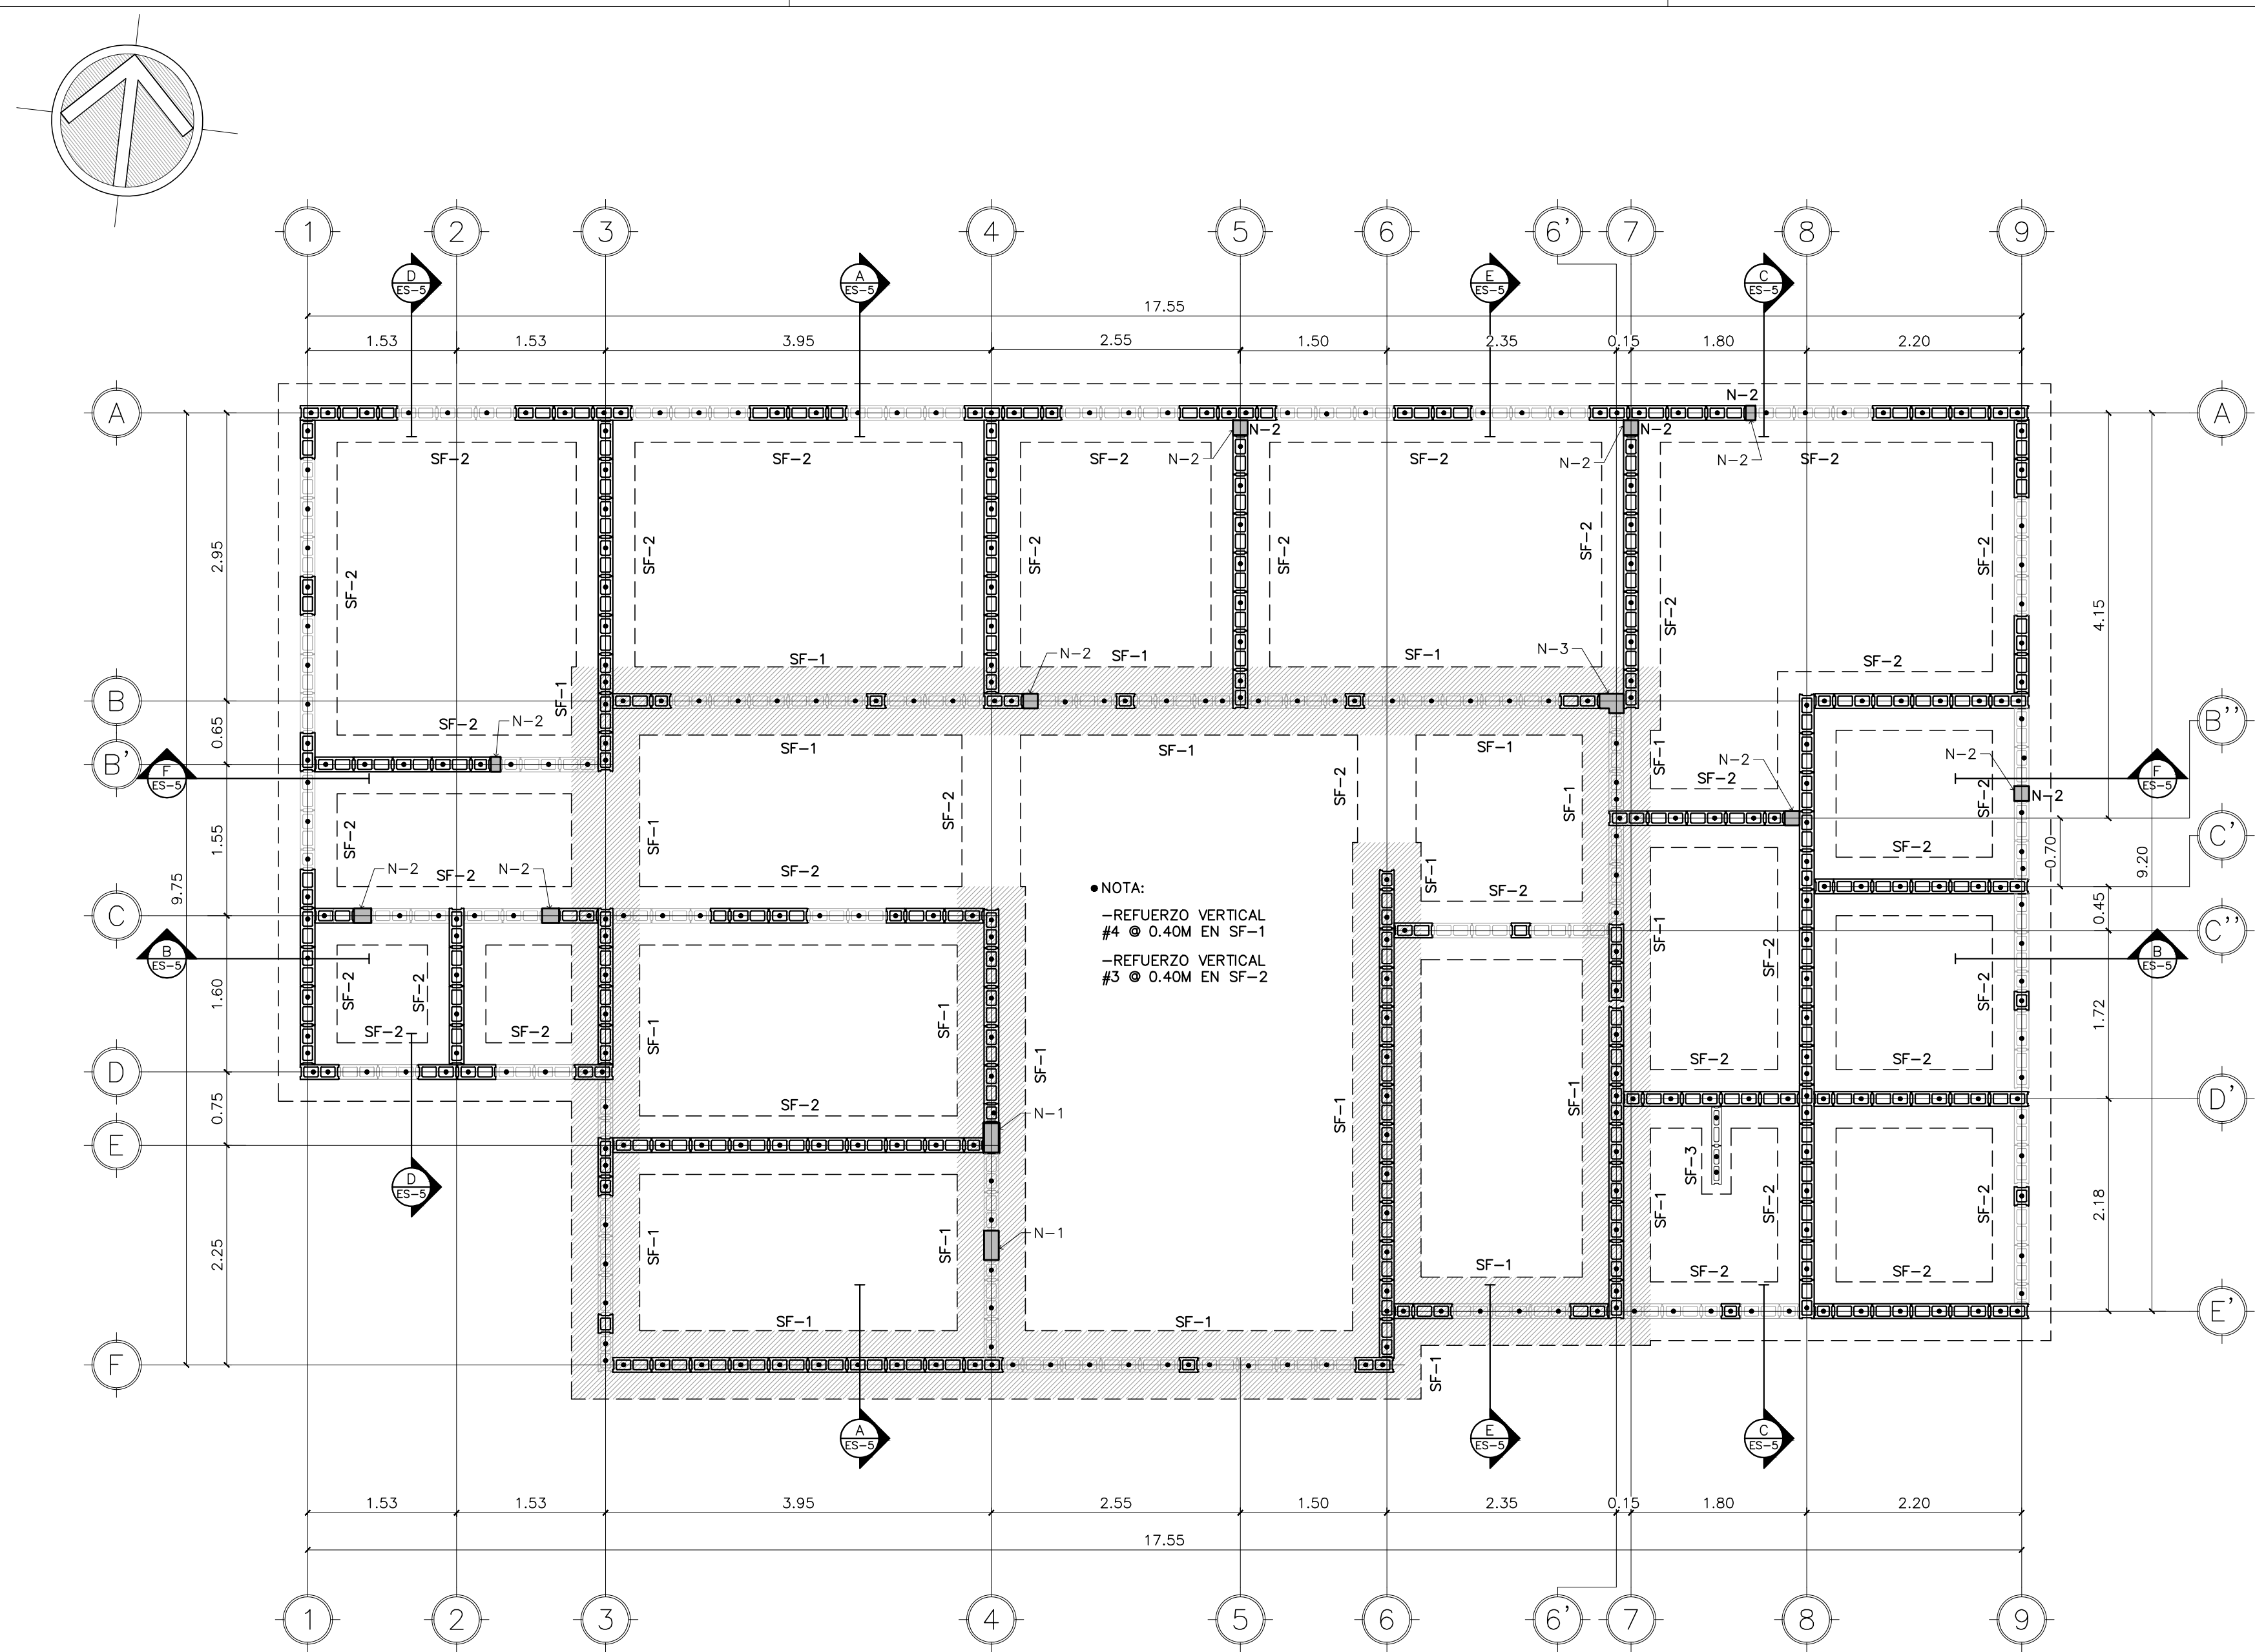 1 2 3 4 5 6 6' 7 8 9
D ES-5 A ES-5 E ES-5 C ES-5
17.55
1.53 1.53 3.95 2.55 1.50 2.35 0.15 1.80 2.20
N-2
A A
N-2 N-2
SF-2 SF-2 SF-2 N-2 SF-2 N-2 N-2 SF-2
2.95 SF-2 SF-2 SF-2 SF-2 SF-2 SF-2 SF-2 4.15
SF-1 N-2 SF-1 SF-1 N-3 SF-2
SF-1
B B''
0.65 SF-2 N-2 SF-1 SF-1 SF-1 SF-1 N-2 N-2
B' F ES-5 SF-2 SF-2 F ES-5
SF-2 N-2
1.55 SF-2 SF-1 SF-2 SF-1 C'
N-2 SF-2 N-2 SF-2 SF-1 SF-2 SF-2 0.70 9.20
9.75
● NOTA:
–REFUERZO VERTICAL
#4 @ 0.40M EN SF-1
–REFUERZO VERTICAL
#3 @ 0.40M EN SF-2
C 0.45 C''
B ES-5 SF-1 SF-2 B ES-5
1.60 SF-2 SF-2 SF-1 SF-1 SF-2 1.72
SF-2 SF-2 SF-1 SF-2 SF-2
D SF-2 SF-1 SF-1 D'
0.75 N-1
E
D ES-5 SF-3
2.25 SF-1 SF-1 N-1 SF-1 SF-2 SF-2 2.18
SF-1 SF-2 SF-2
SF-1 SF-1 E'
F SF-1
A ES-5 E ES-5 C ES-5
1.53 1.53 3.95 2.55 1.50 2.35 0.15 1.80 2.20
17.55
1 2 3 4 5 6 6' 7 8 9